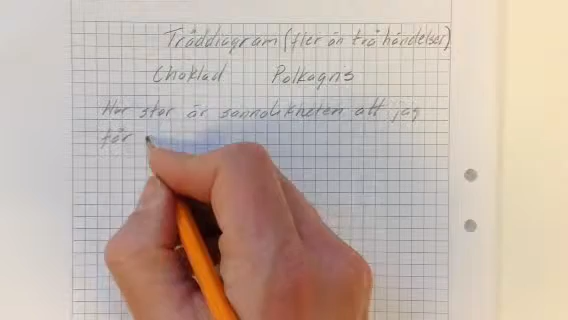 Träddiagram (fler än två händelser)
Choklad Polkagris
Hur stor är sannolikheten att jag
får